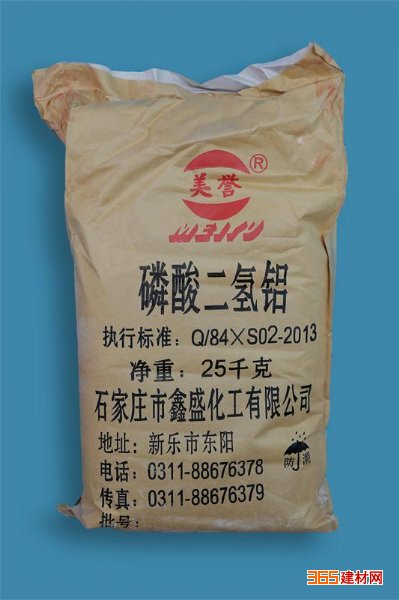 美誉®
MEIYU
磷酸二氢铝
执行标准：Q/84XS02-2013
净重：25千克
石家庄市鑫盛化工有限公司
地址：新乐市东阳
电话：0311-88676378
传真：0311-88676379
批号：
防潮
365建材网